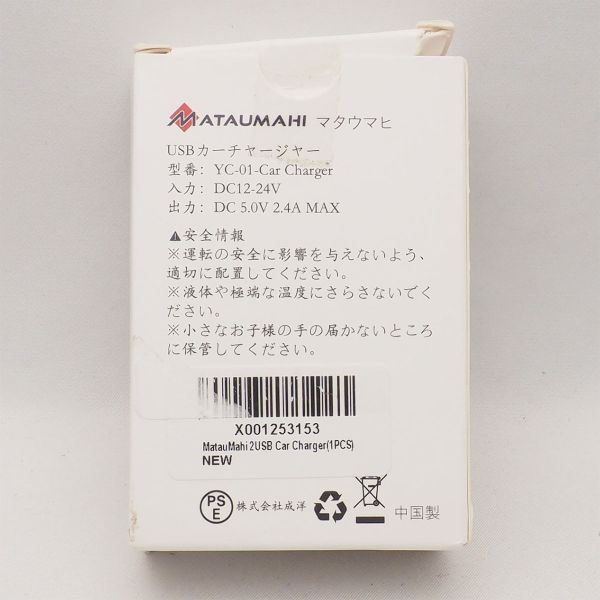 MATAUMAHI マタウマヒ
USBカーチャージャー
型番: YC-01-Car Charger
入力: DC12-24V
出力: DC 5.0V 2.4A MAX
⚠安全情報
※運転の安全に影響を与えないよう、
適切に配置してください。
※液体や極端な温度にさらさないでく
ださい。
※小さなお子様の手の届かないところ
に保管してください。
X001253153
MatauMahi 2USB Car Charger(1PCS)
NEW
PS
E
株式会社成洋
中国製